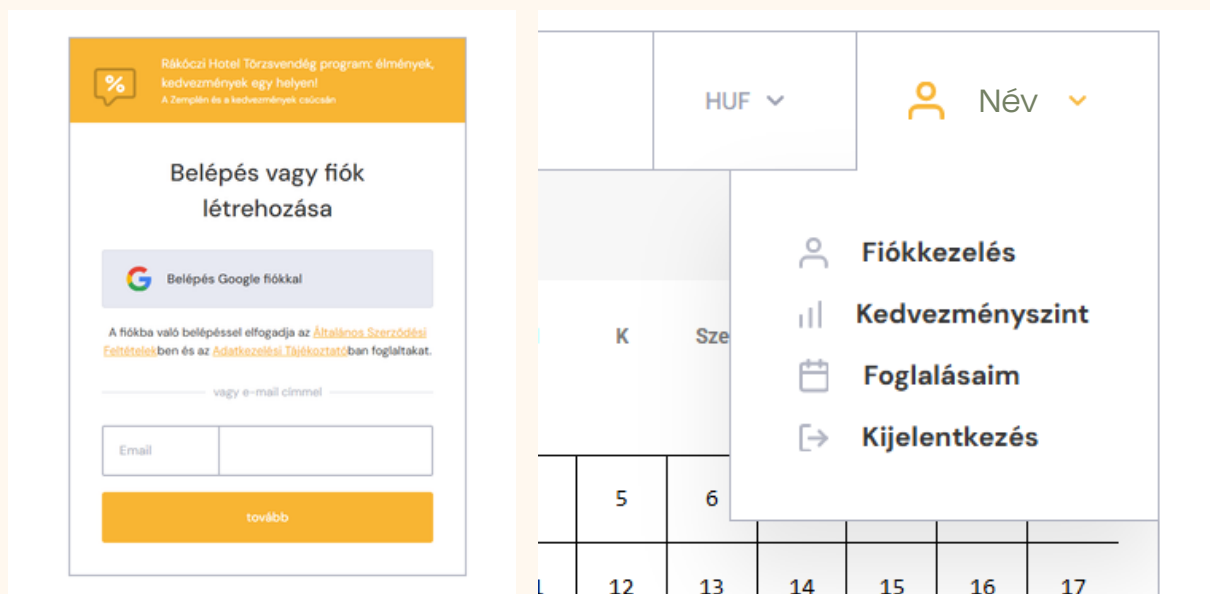 Rákóczi Hotel Törzsvendég program: élmények,
kedvezmények egy helyen!
A Zemplén és a kedvezmények csúcsán
Belépés vagy fiók
létrehozása
Belépés Google fiókkal
A fiókba való belépéssel elfogadja az Általános Szerződési
Feltételekben és az Adatkezelési Tájékoztatóban foglaltakat.
vagy e-mail címmel
Email
tovább
HUF
Név
Fiókkezelés
Kedvezményszint
Foglalásaim
Kijelentkezés
K Sze
5 6
12 13 14 15 16 17